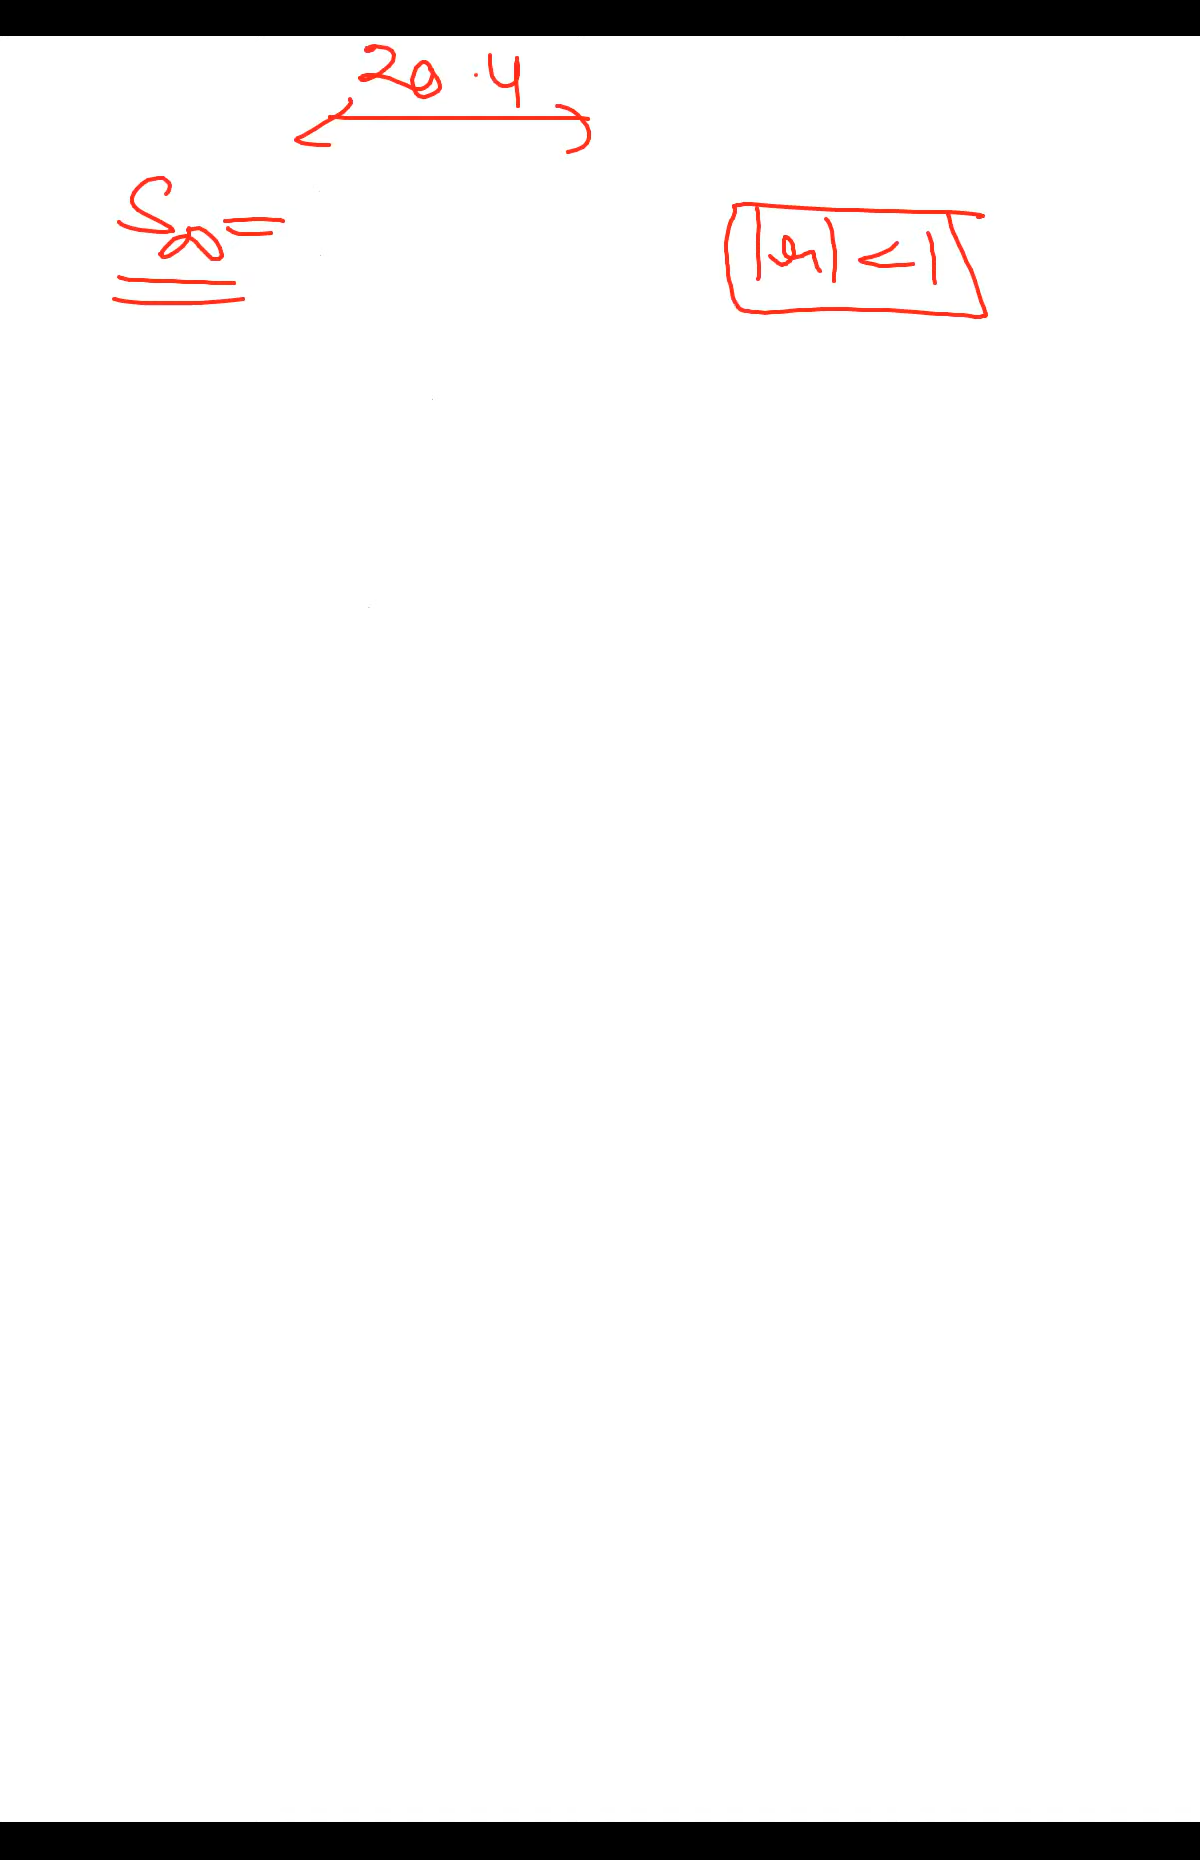 20.4
S∞ =
|r| < 1